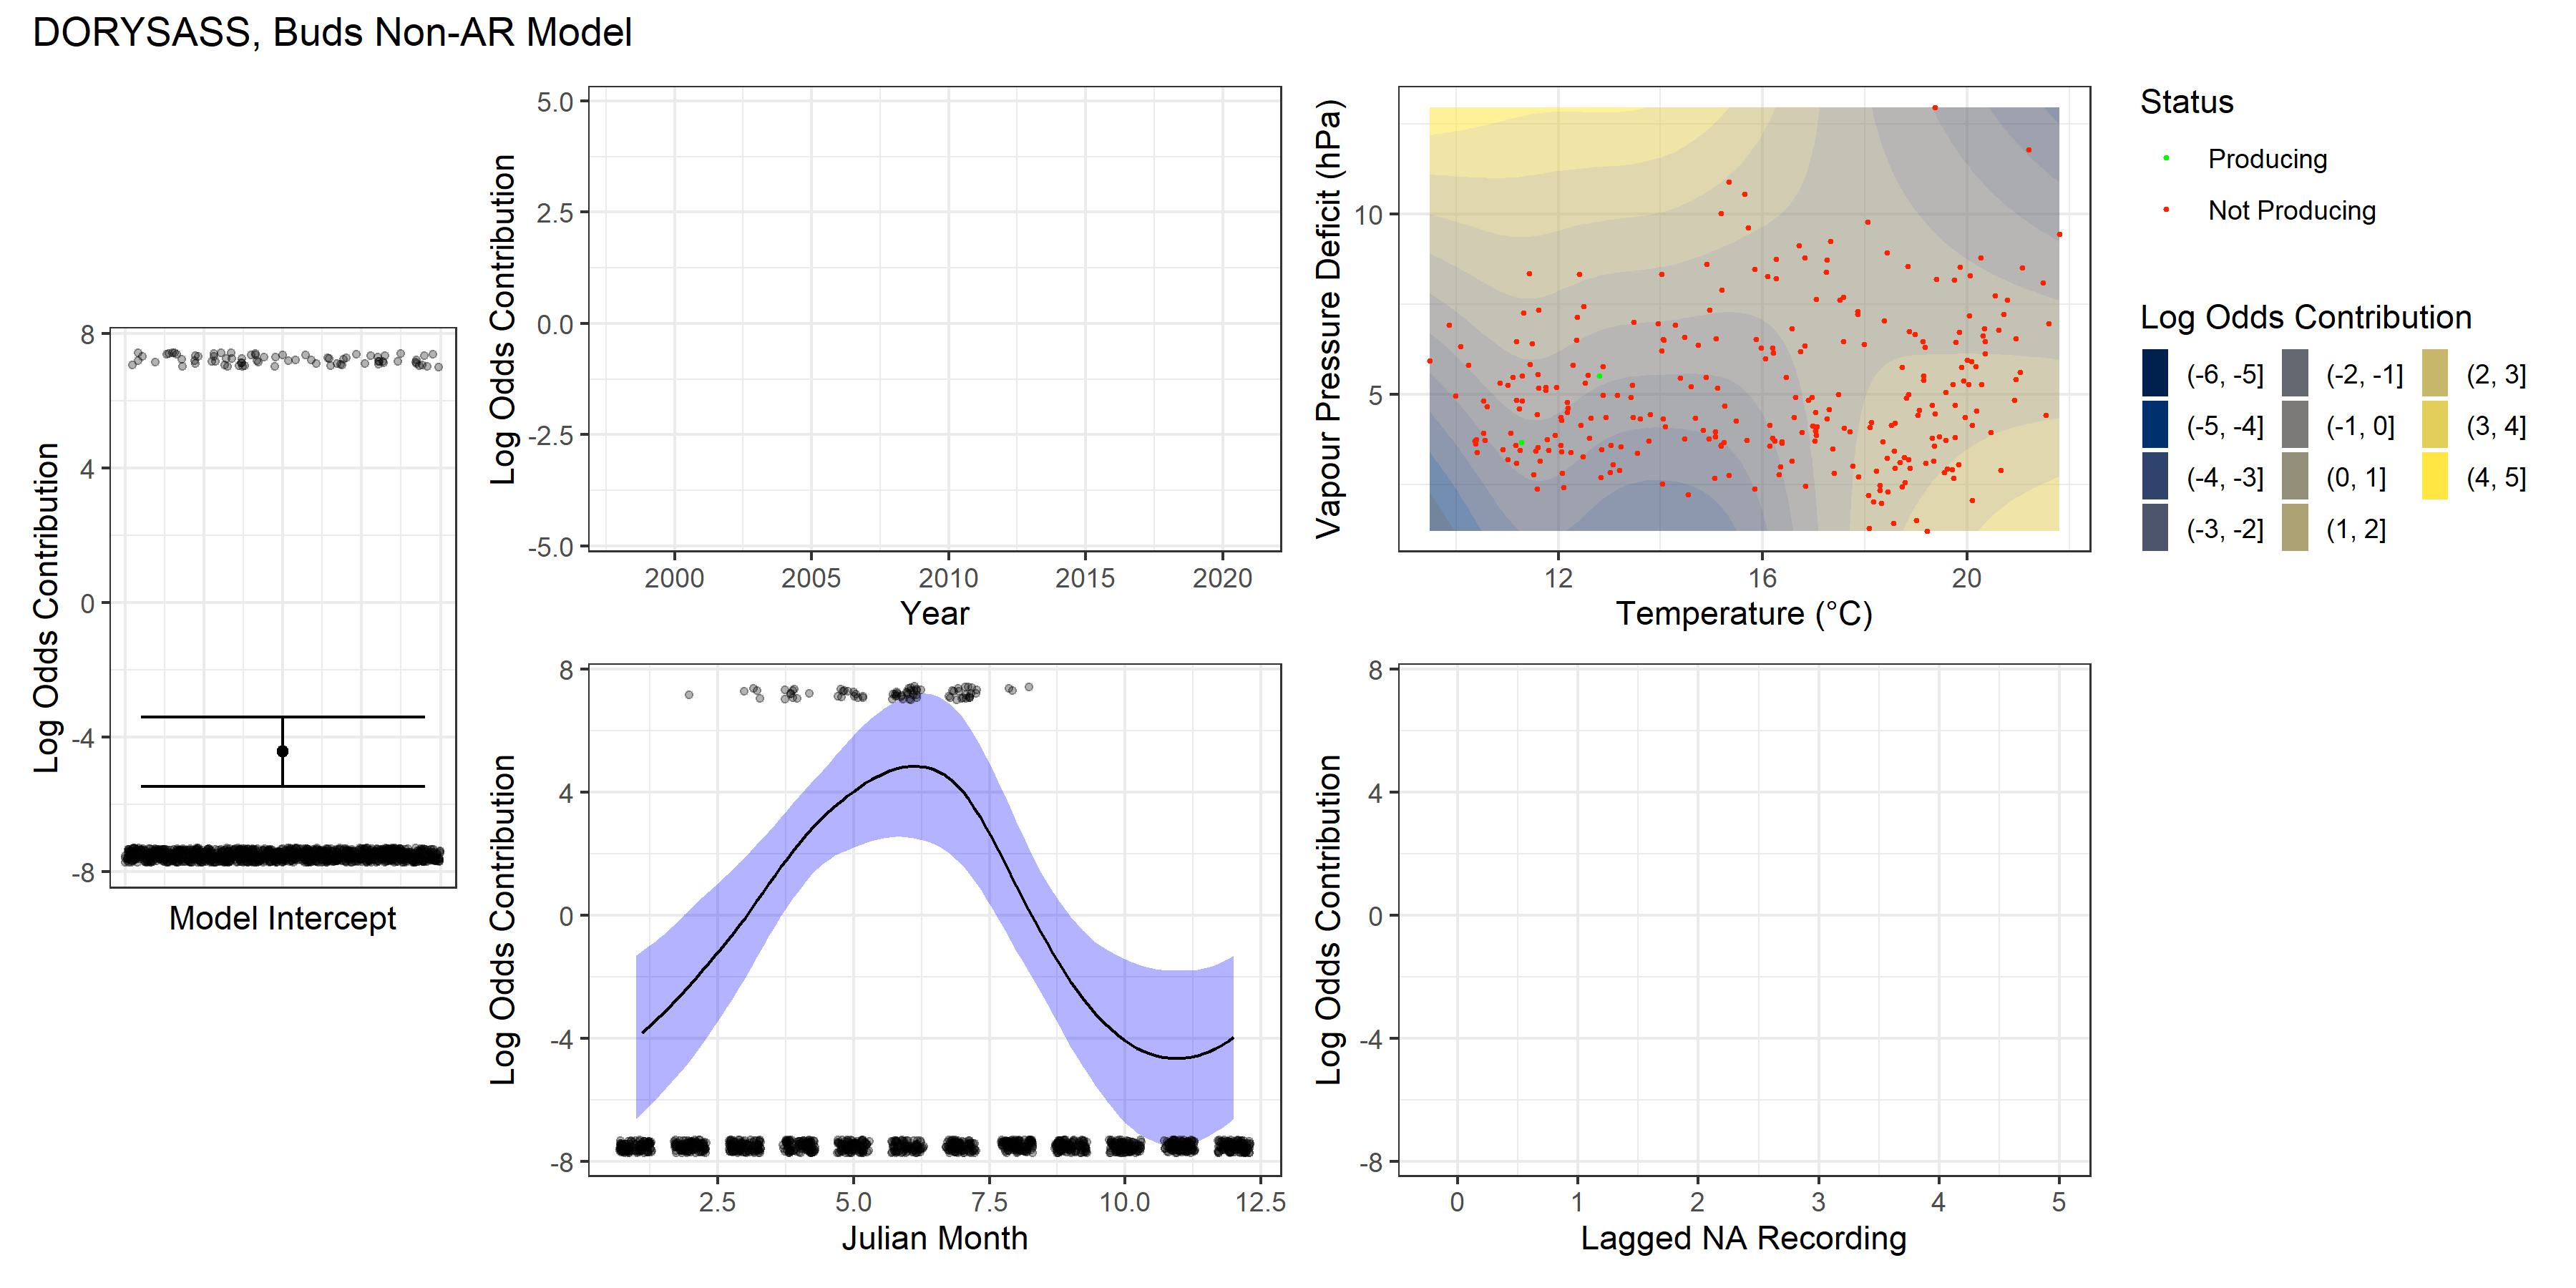 DORYSASS, Buds Non-AR Model
Log Odds Contribution
8
4
0
-4
-8
Model Intercept
Log Odds Contribution
5.0
2.5
0.0
-2.5
-5.0
2000 2005 2010 2015 2020
Year
Vapour Pressure Deficit (hPa)
10
5
12 16 20
Temperature (°C)
Status
Producing
Not Producing
Log Odds Contribution
(-6, -5] (-2, -1] (2, 3]
(-5, -4] (-1, 0] (3, 4]
(-4, -3] (0, 1] (4, 5]
(-3, -2] (1, 2]
Log Odds Contribution
8
4
0
-4
-8
2.5 5.0 7.5 10.0 12.5
Julian Month
Log Odds Contribution
8
4
0
-4
-8
0 1 2 3 4 5
Lagged NA Recording